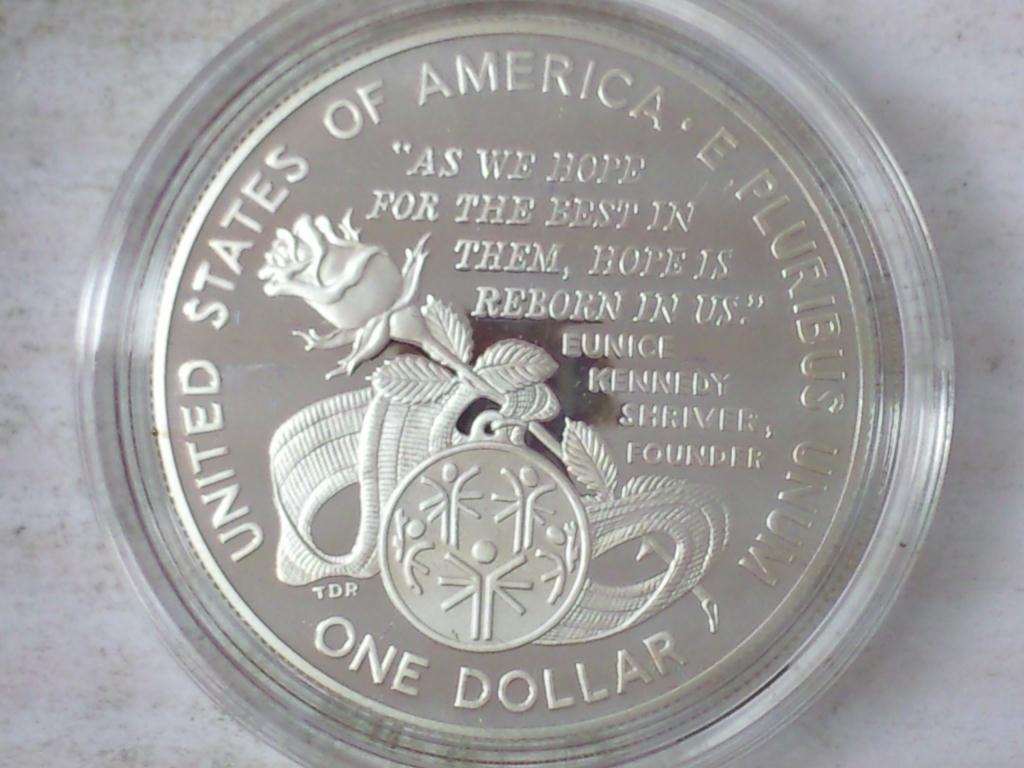 UNITED STATES OF AMERICA · E PLURIBUS UNUM
"AS WE HOPE
FOR THE BEST IN
THEM, HOPE IS
REBORN IN US."
EUNICE
KENNEDY
SHRIVER,
FOUNDER
TDR
ONE DOLLAR